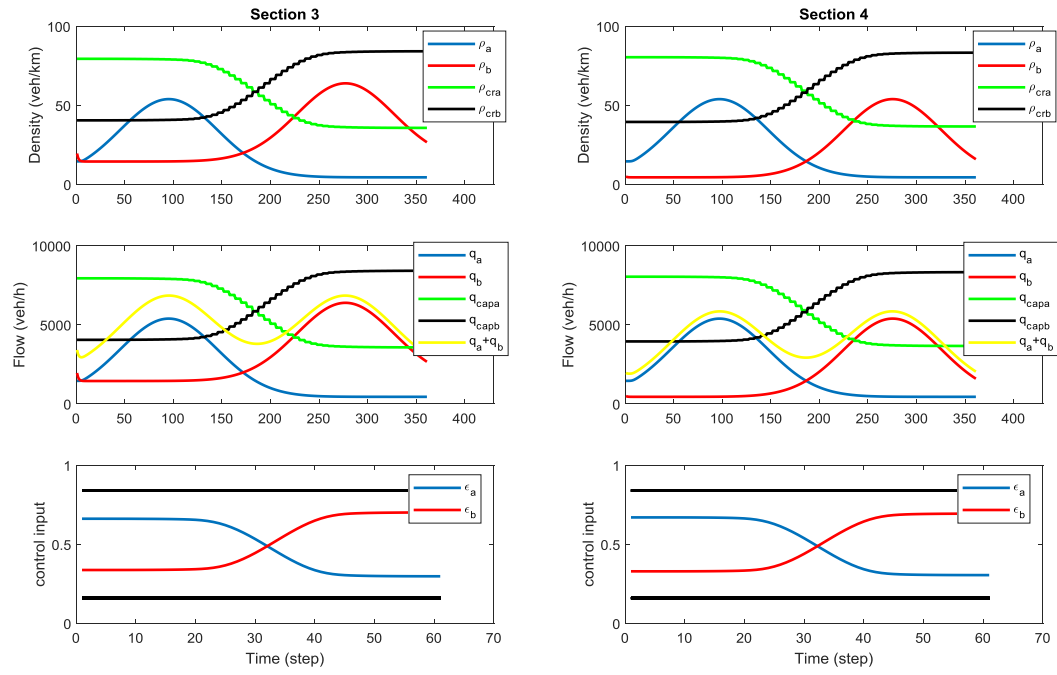 Section 3
Density (veh/km)
100
50
0
0 50 100 150 200 250 300 350 400
ρa
ρb
ρcra
ρcrb
Section 4
Density (veh/km)
100
50
0
0 50 100 150 200 250 300 350 400
ρa
ρb
ρcra
ρcrb
Flow (veh/h)
10000
5000
0
0 50 100 150 200 250 300 350 400
qa
qb
qcapa
qcapb
qa+qb
Flow (veh/h)
10000
5000
0
0 50 100 150 200 250 300 350 400
qa
qb
qcapa
qcapb
qa+qb
control input
1
0.5
0
0 10 20 30 40 50 60 70
Time (step)
ϵa
ϵb
control input
1
0.5
0
0 10 20 30 40 50 60 70
Time (step)
ϵa
ϵb